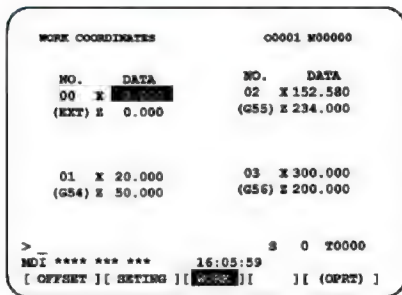 WORK COORDINATES O0001 N00000
NO. DATA NO. DATA
00 X 0.000 02 X 152.580
(EXT) Z 0.000 (G55) Z 234.000
01 X 20.000 03 X 300.000
(G54) Z 50.000 (G56) Z 200.000
>_ S 0 T0000
MDI **** *** *** 16:05:59
[ OFFSET ][ SETING ][ WORK ][ ][ (OPRT) ]